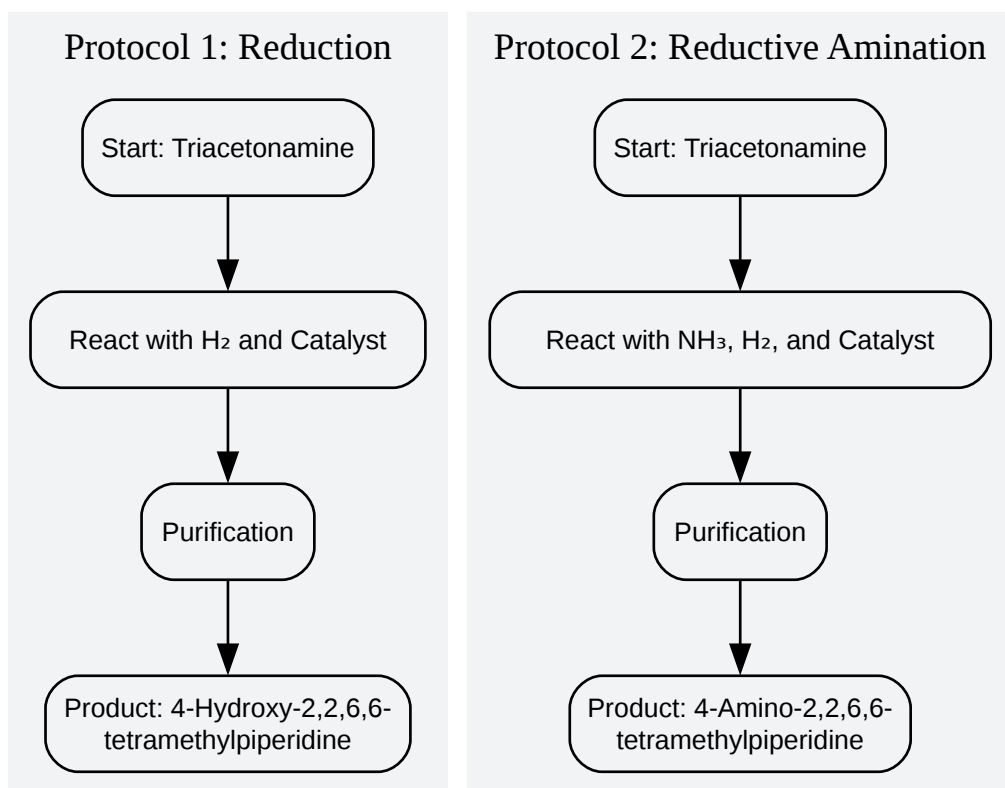 Protocol 1: Reduction
Start: Triacetonamine
React with H₂ and Catalyst
Purification
Product: 4-Hydroxy-2,2,6,6-
tetramethylpiperidine
Protocol 2: Reductive Amination
Start: Triacetonamine
React with NH₃, H₂, and Catalyst
Purification
Product: 4-Amino-2,2,6,6-
tetramethylpiperidine